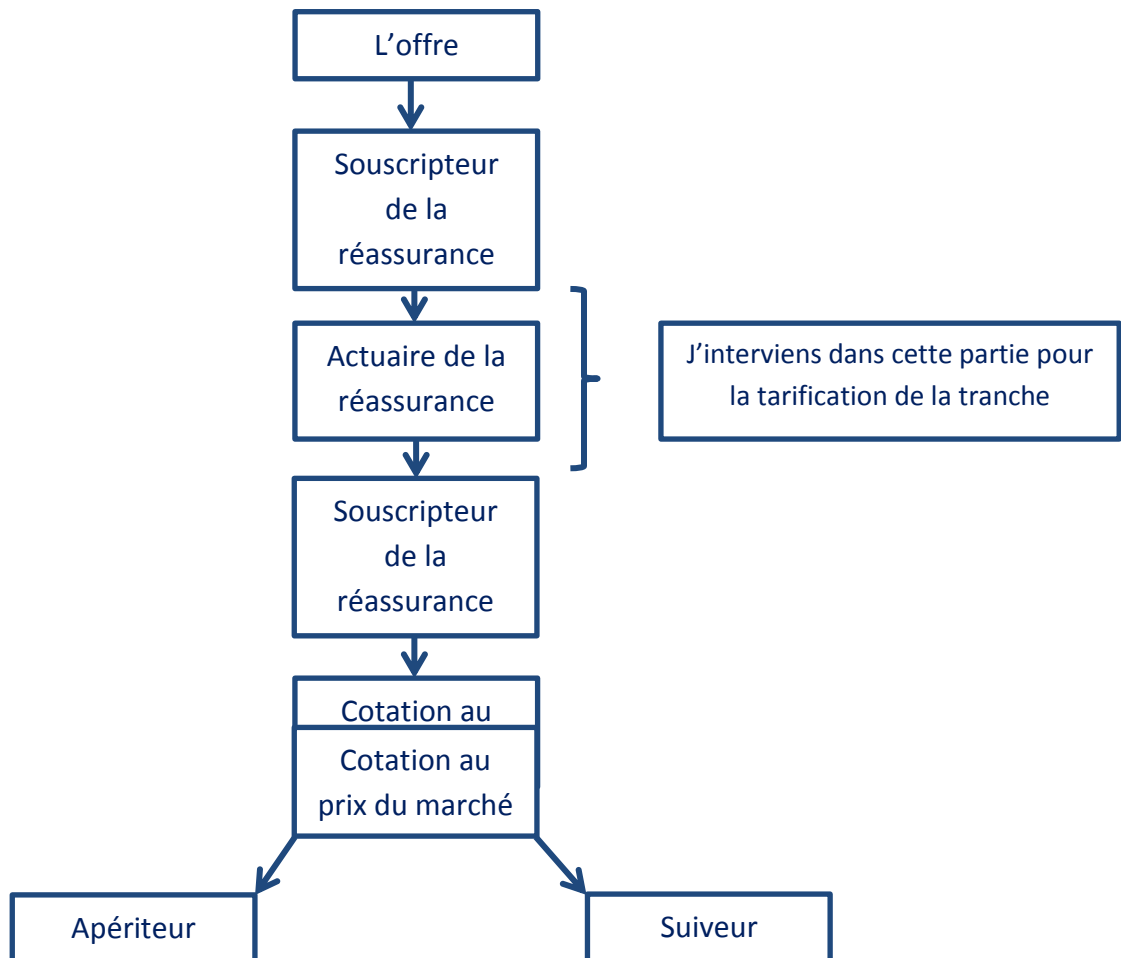 L’offre
Souscripteur
de la
réassurance
Actuaire de la
réassurance
J’interviens dans cette partie pour
la tarification de la tranche
Souscripteur
de la
réassurance
Cotation au
Cotation au
prix du marché
Apériteur
Suiveur